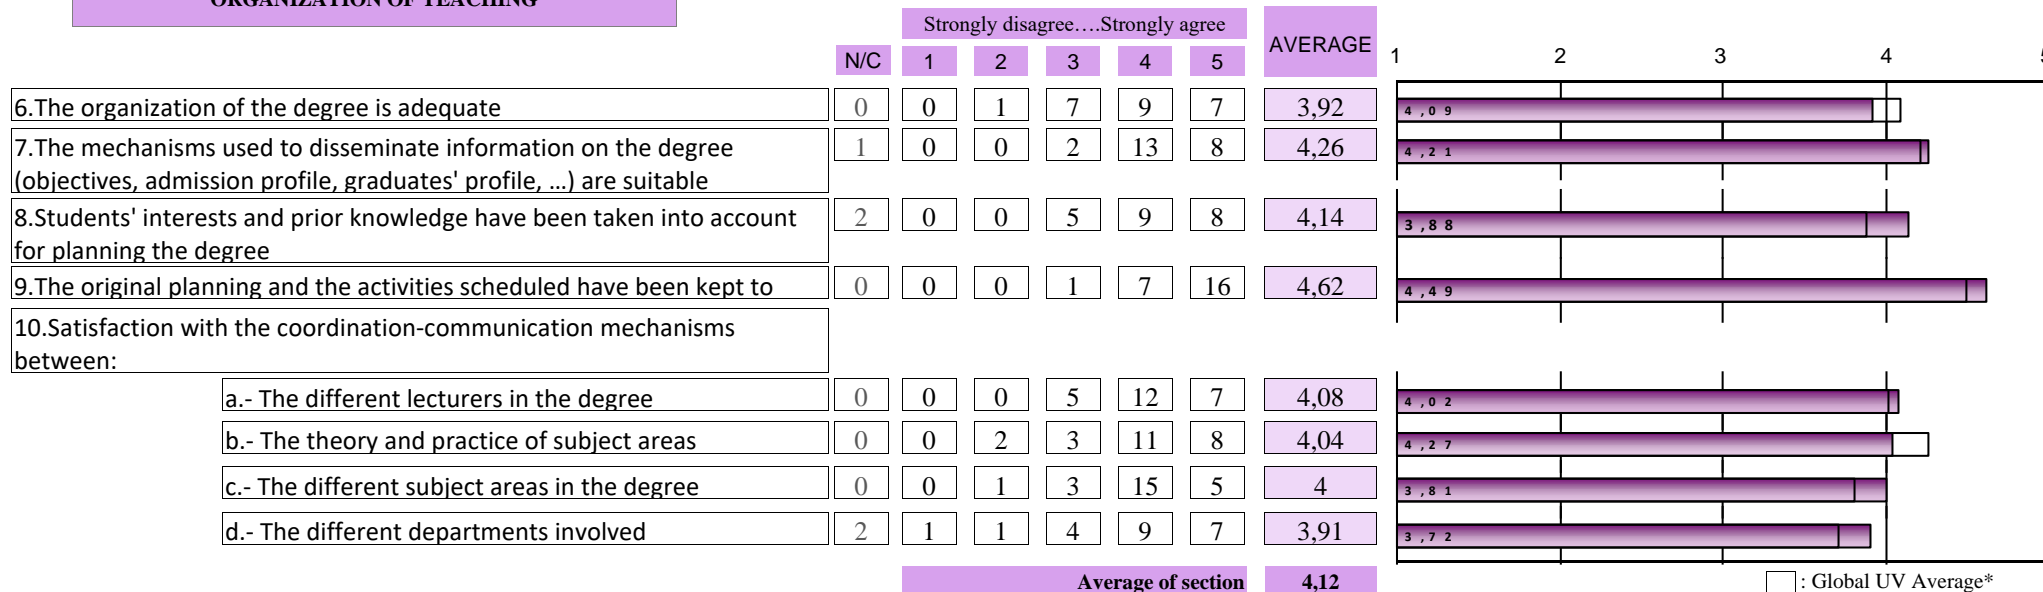 ORGANIZATION OF TEACHING
Strongly disagree….Strongly agree
AVERAGE
N/C 1 2 3 4 5
1 2 3 4 5
6.The organization of the degree is adequate 0 0 1 7 9 7 3,92 4,09
7.The mechanisms used to disseminate information on the degree 1 0 0 2 13 8 4,26 4,21
(objectives, admission profile, graduates' profile, ...) are suitable
8.Students' interests and prior knowledge have been taken into account 2 0 0 5 9 8 4,14 3,88
for planning the degree
9.The original planning and the activities scheduled have been kept to 0 0 0 1 7 16 4,62 4,49
10.Satisfaction with the coordination-communication mechanisms
between:
a.- The different lecturers in the degree 0 0 0 5 12 7 4,08 4,02
b.- The theory and practice of subject areas 0 0 2 3 11 8 4,04 4,27
c.- The different subject areas in the degree 0 0 1 3 15 5 4 3,81
d.- The different departments involved 2 1 1 4 9 7 3,91 3,72
Average of section 4,12
: Global UV Average*